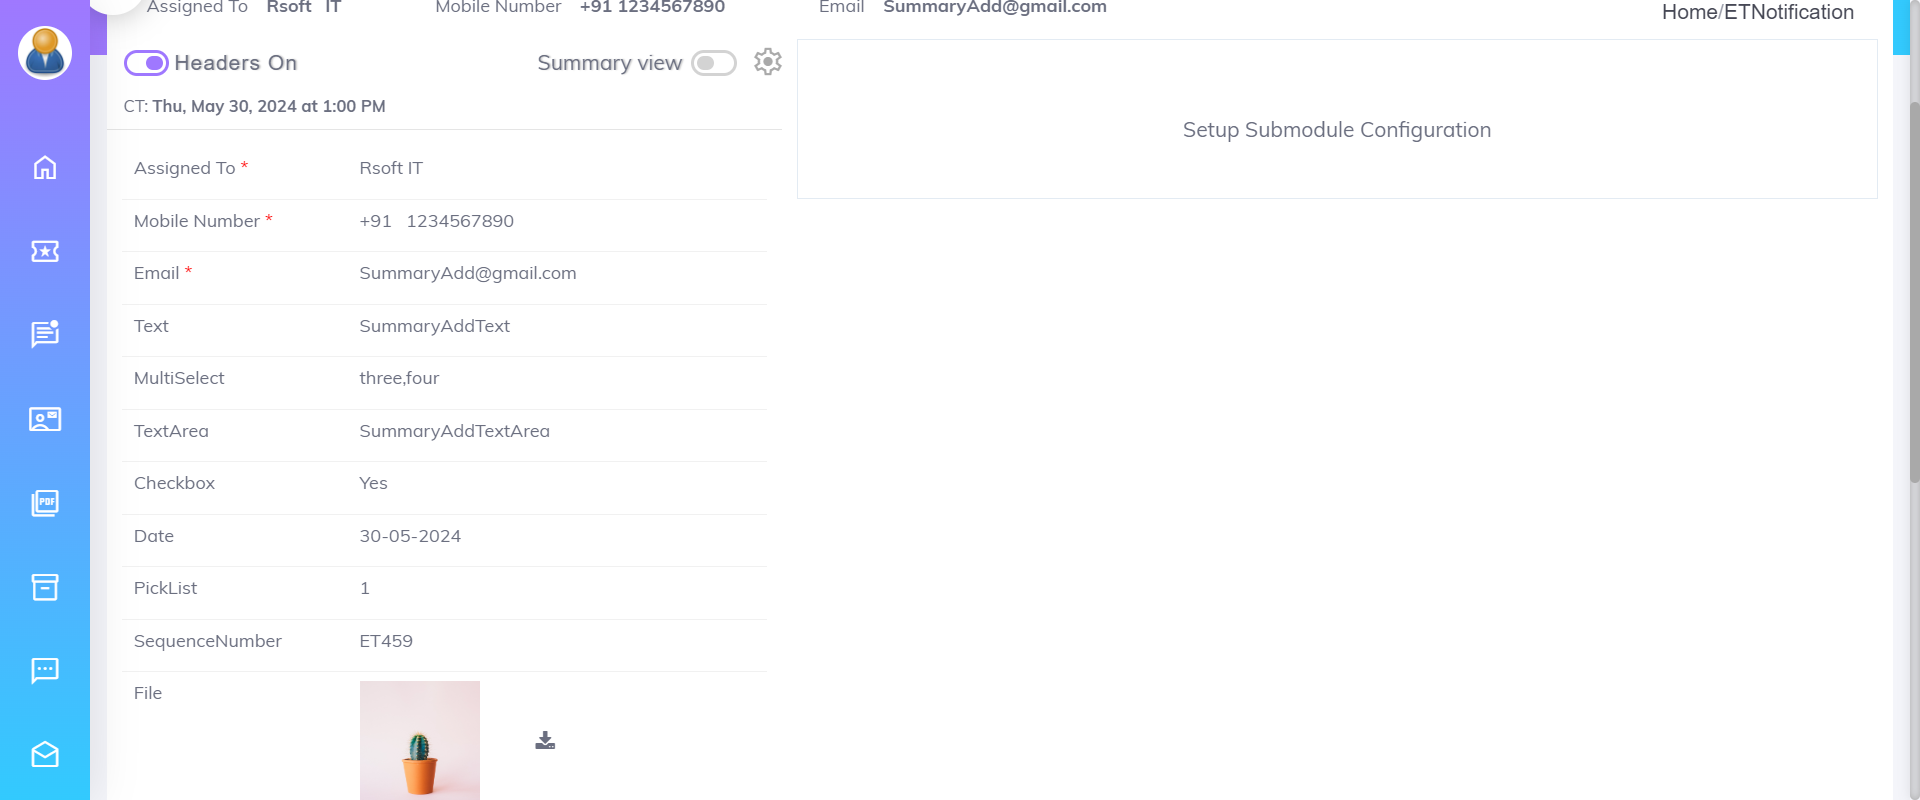 Assigned To Rsoft IT Mobile Number +91 1234567890 Email SummaryAdd@gmail.com Home/ETNotification
Headers On Summary view
CT: Thu, May 30, 2024 at 1:00 PM
Setup Submodule Configuration
Assigned To * Rsoft IT
Mobile Number * +91 1234567890
Email * SummaryAdd@gmail.com
Text SummaryAddText
MultiSelect three,four
TextArea SummaryAddTextArea
Checkbox Yes
Date 30-05-2024
PickList 1
SequenceNumber ET459
File
PDF